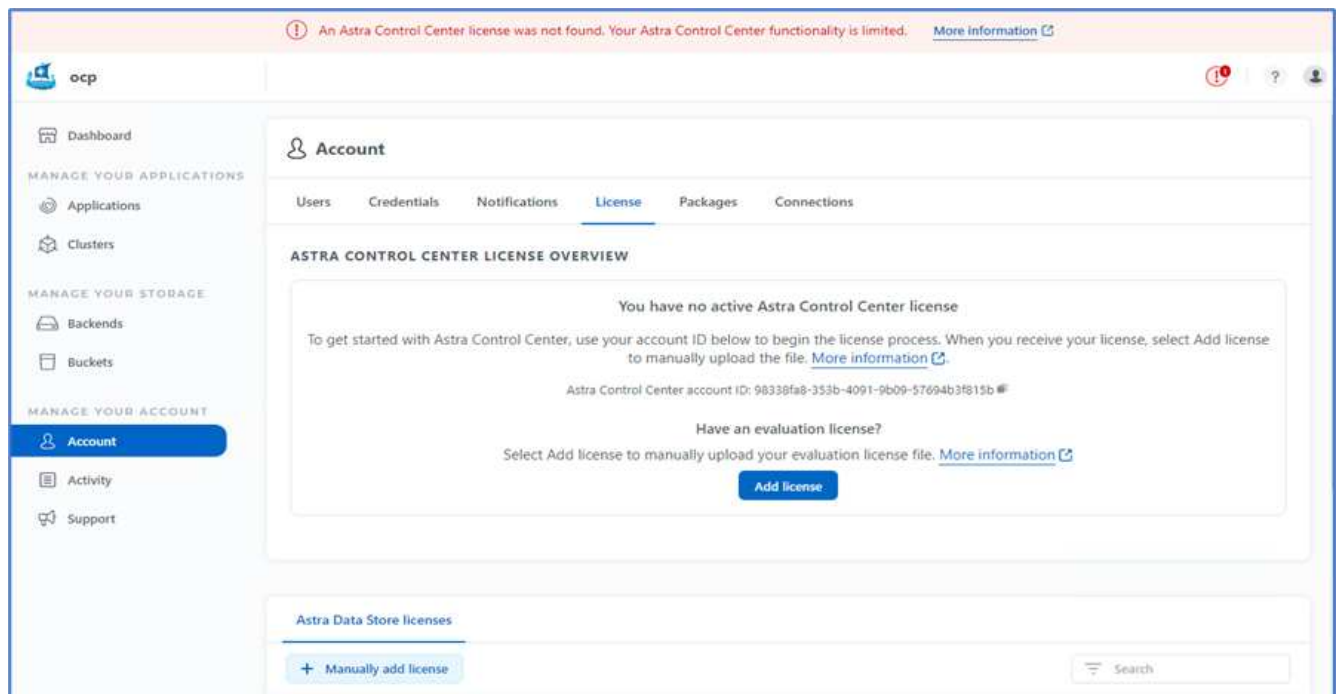 An Astra Control Center license was not found. Your Astra Control Center functionality is limited. More information
ocp
1
?
Dashboard
MANAGE YOUR APPLICATIONS
Applications
Clusters
MANAGE YOUR STORAGE
Backends
Buckets
MANAGE YOUR ACCOUNT
Account
Activity
Support
Account
Users Credentials Notifications License Packages Connections
ASTRA CONTROL CENTER LICENSE OVERVIEW
You have no active Astra Control Center license
To get started with Astra Control Center, use your account ID below to begin the license process. When you receive your license, select Add license
to manually upload the file. More information.
Astra Control Center account ID: 98338fa8-353b-4091-9b09-57694b3f815b
Have an evaluation license?
Select Add license to manually upload your evaluation license file. More information
Add license
Astra Data Store licenses
+ Manually add license
Search